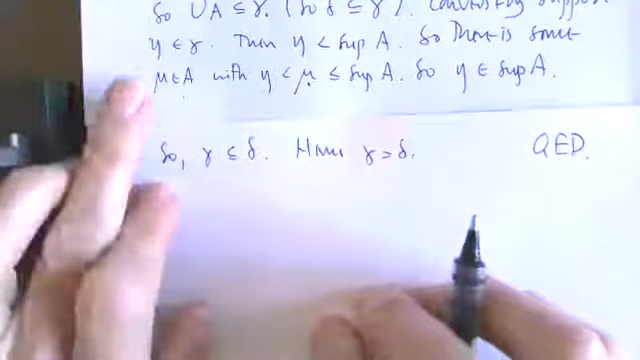 So ∪A ≤ γ. (So δ ≤ γ). Conversely suppose
η ∈ γ. Then η < sup A. So There is some
μ ∈ A with η < μ ≤ sup A. So η ∈ sup A.
So, γ ≤ δ. Hence γ = δ. QED.